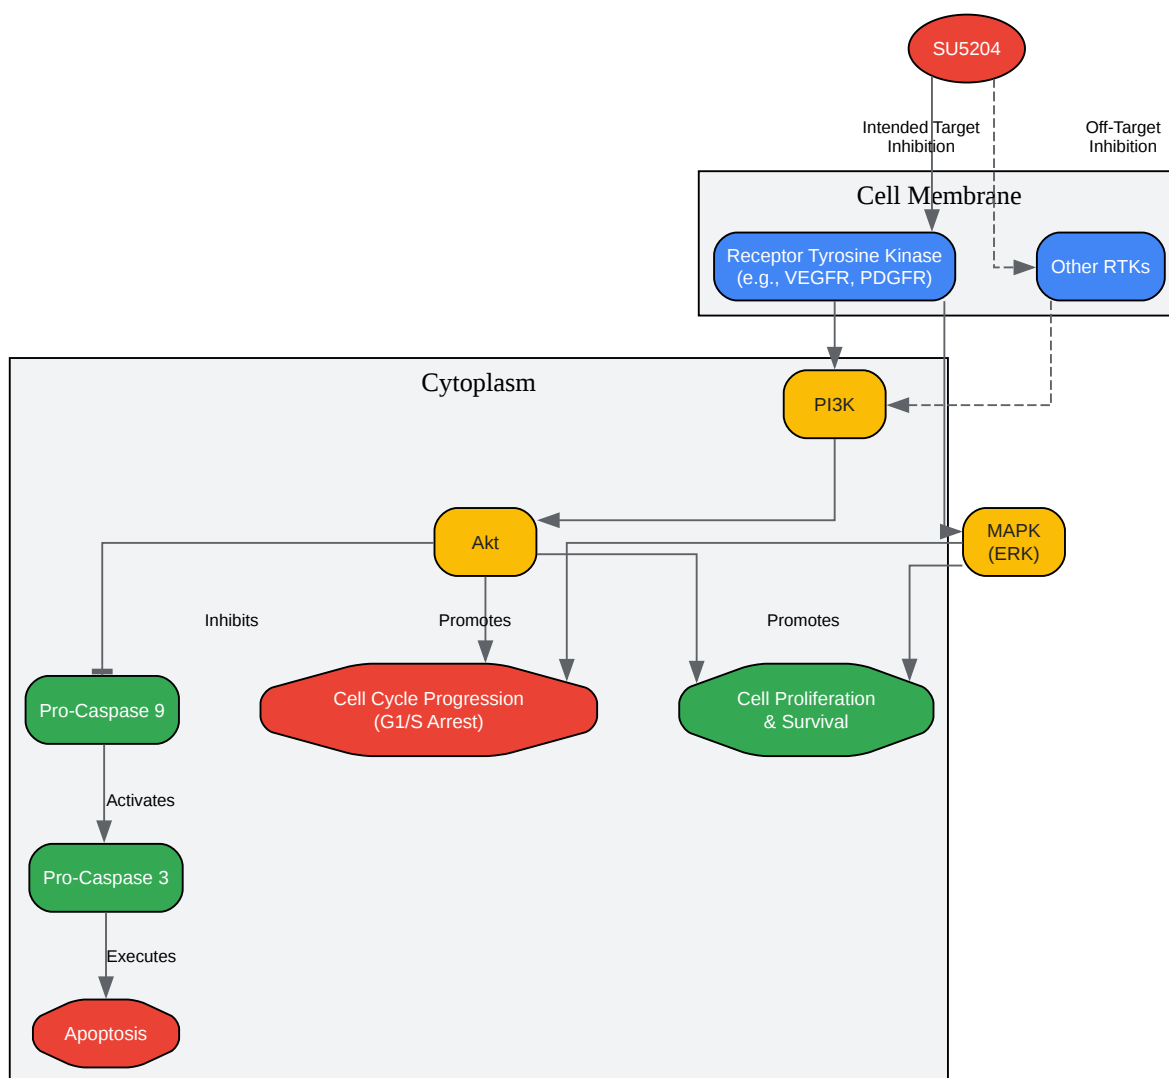 SU5204
Intended Target
Inhibition
Off-Target
Inhibition
Cell Membrane
Receptor Tyrosine Kinase
(e.g., VEGFR, PDGFR)
Other RTKs
Cytoplasm
PI3K
Akt
MAPK
(ERK)
Inhibits
Promotes
Promotes
Pro-Caspase 9
Cell Cycle Progression
(G1/S Arrest)
Cell Proliferation
& Survival
Activates
Pro-Caspase 3
Executes
Apoptosis